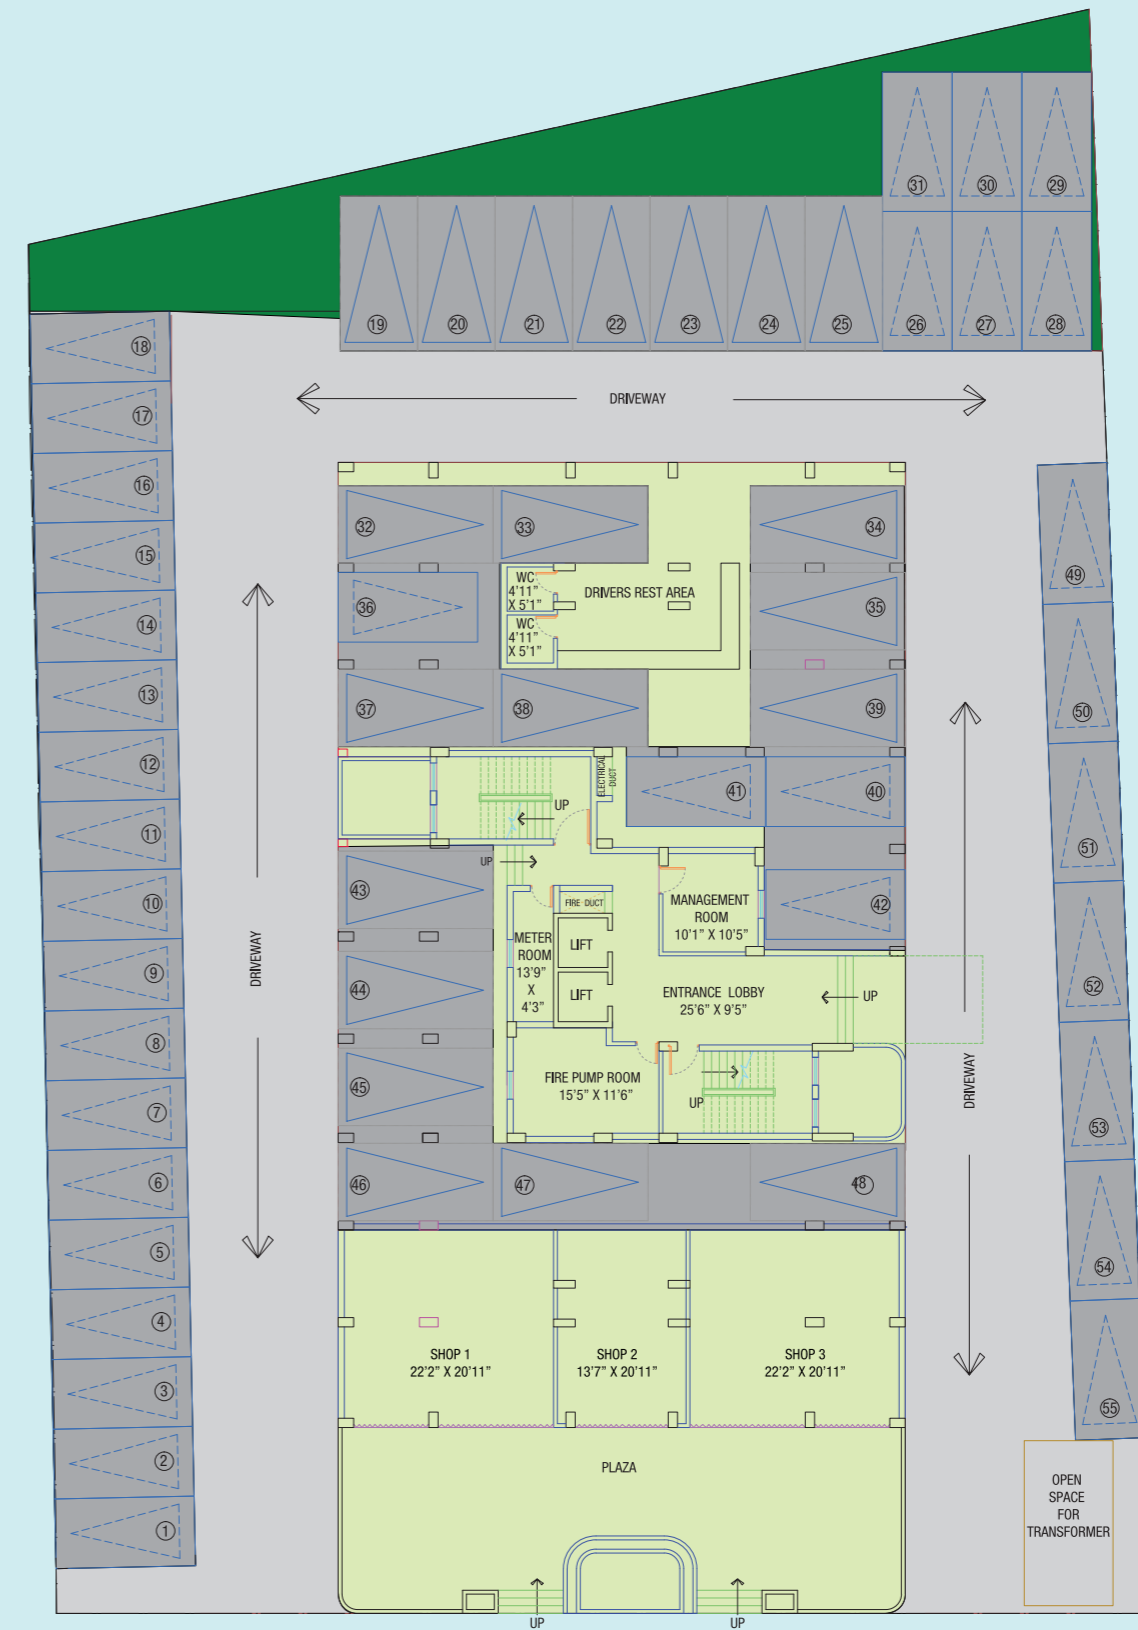 31
30
29
19
20
21
22
23
24
25
26
27
28
18
DRIVEWAY
17
16
15
14
13
12
11
10
9
8
7
6
5
4
3
2
1
DRIVEWAY
32
33
34
36
WC
4'11"
X 5'1"
WC
4'11"
X 5'1"
DRIVERS REST AREA
35
37
38
39
ELECTRICAL
DUCT
41
40
UP
UP
43
FIRE DUCT
MANAGEMENT
ROOM
10'1" X 10'5"
42
METER
ROOM
13'9"
X
4'3"
LIFT
LIFT
44
ENTRANCE LOBBY
25'6" X 9'5"
UP
45
FIRE PUMP ROOM
15'5" X 11'6"
UP
46
47
48
SHOP 1
22'2" X 20'11"
SHOP 2
13'7" X 20'11"
SHOP 3
22'2" X 20'11"
PLAZA
UP
UP
DRIVEWAY
49
50
51
52
53
54
55
OPEN
SPACE
FOR
TRANSFORMER